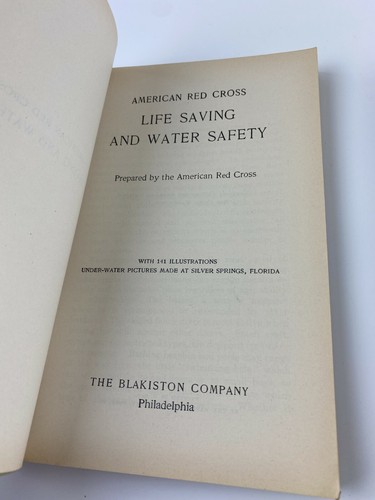 AMERICAN RED CROSS
LIFE SAVING
AND WATER SAFETY
Prepared by the American Red Cross
WITH 141 ILLUSTRATIONS
UNDER-WATER PICTURES MADE AT SILVER SPRINGS, FLORIDA
THE BLAKISTON COMPANY
Philadelphia